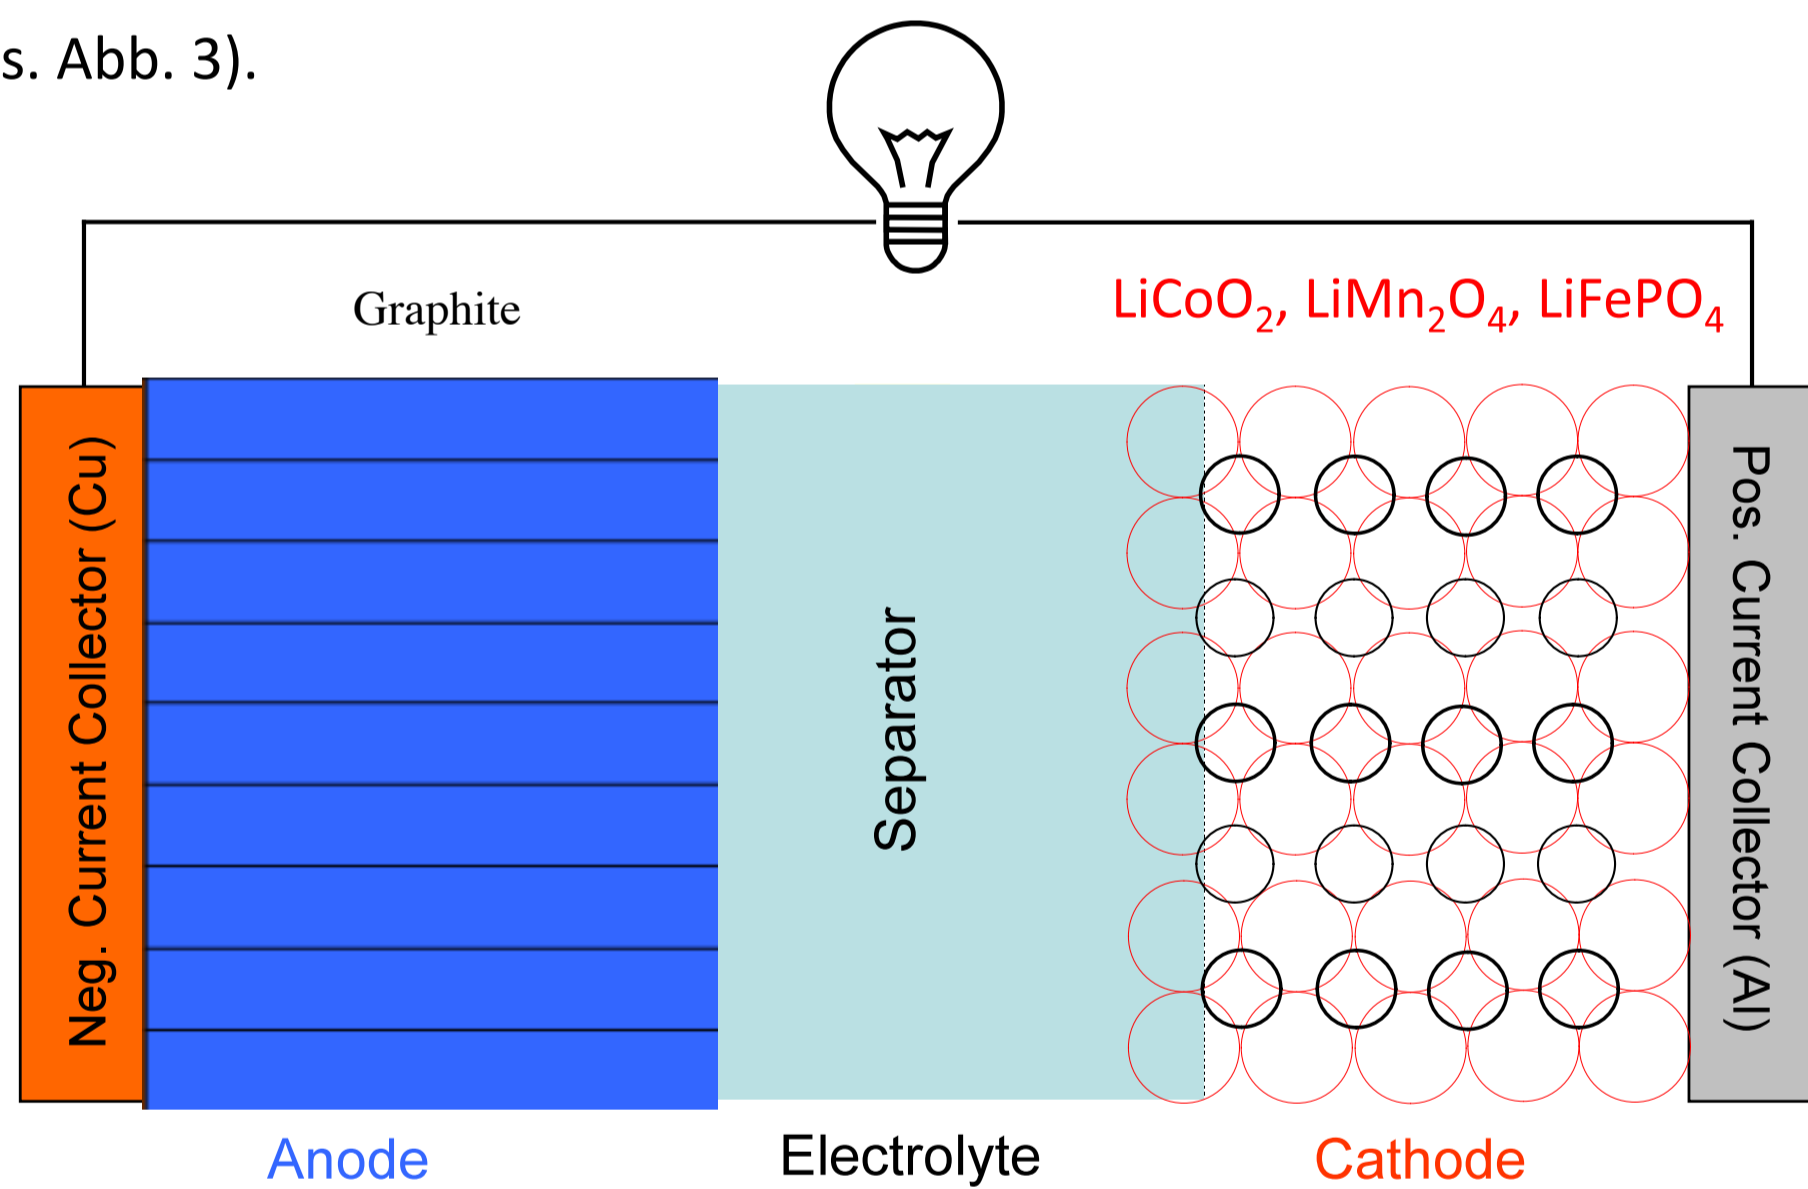 s. Abb. 3).
Graphite
LiCoO₂, LiMn₂O₄, LiFePO₄
Neg. Current Collector (Cu)
Separator
Pos. Current Collector (Al)
Anode
Electrolyte
Cathode